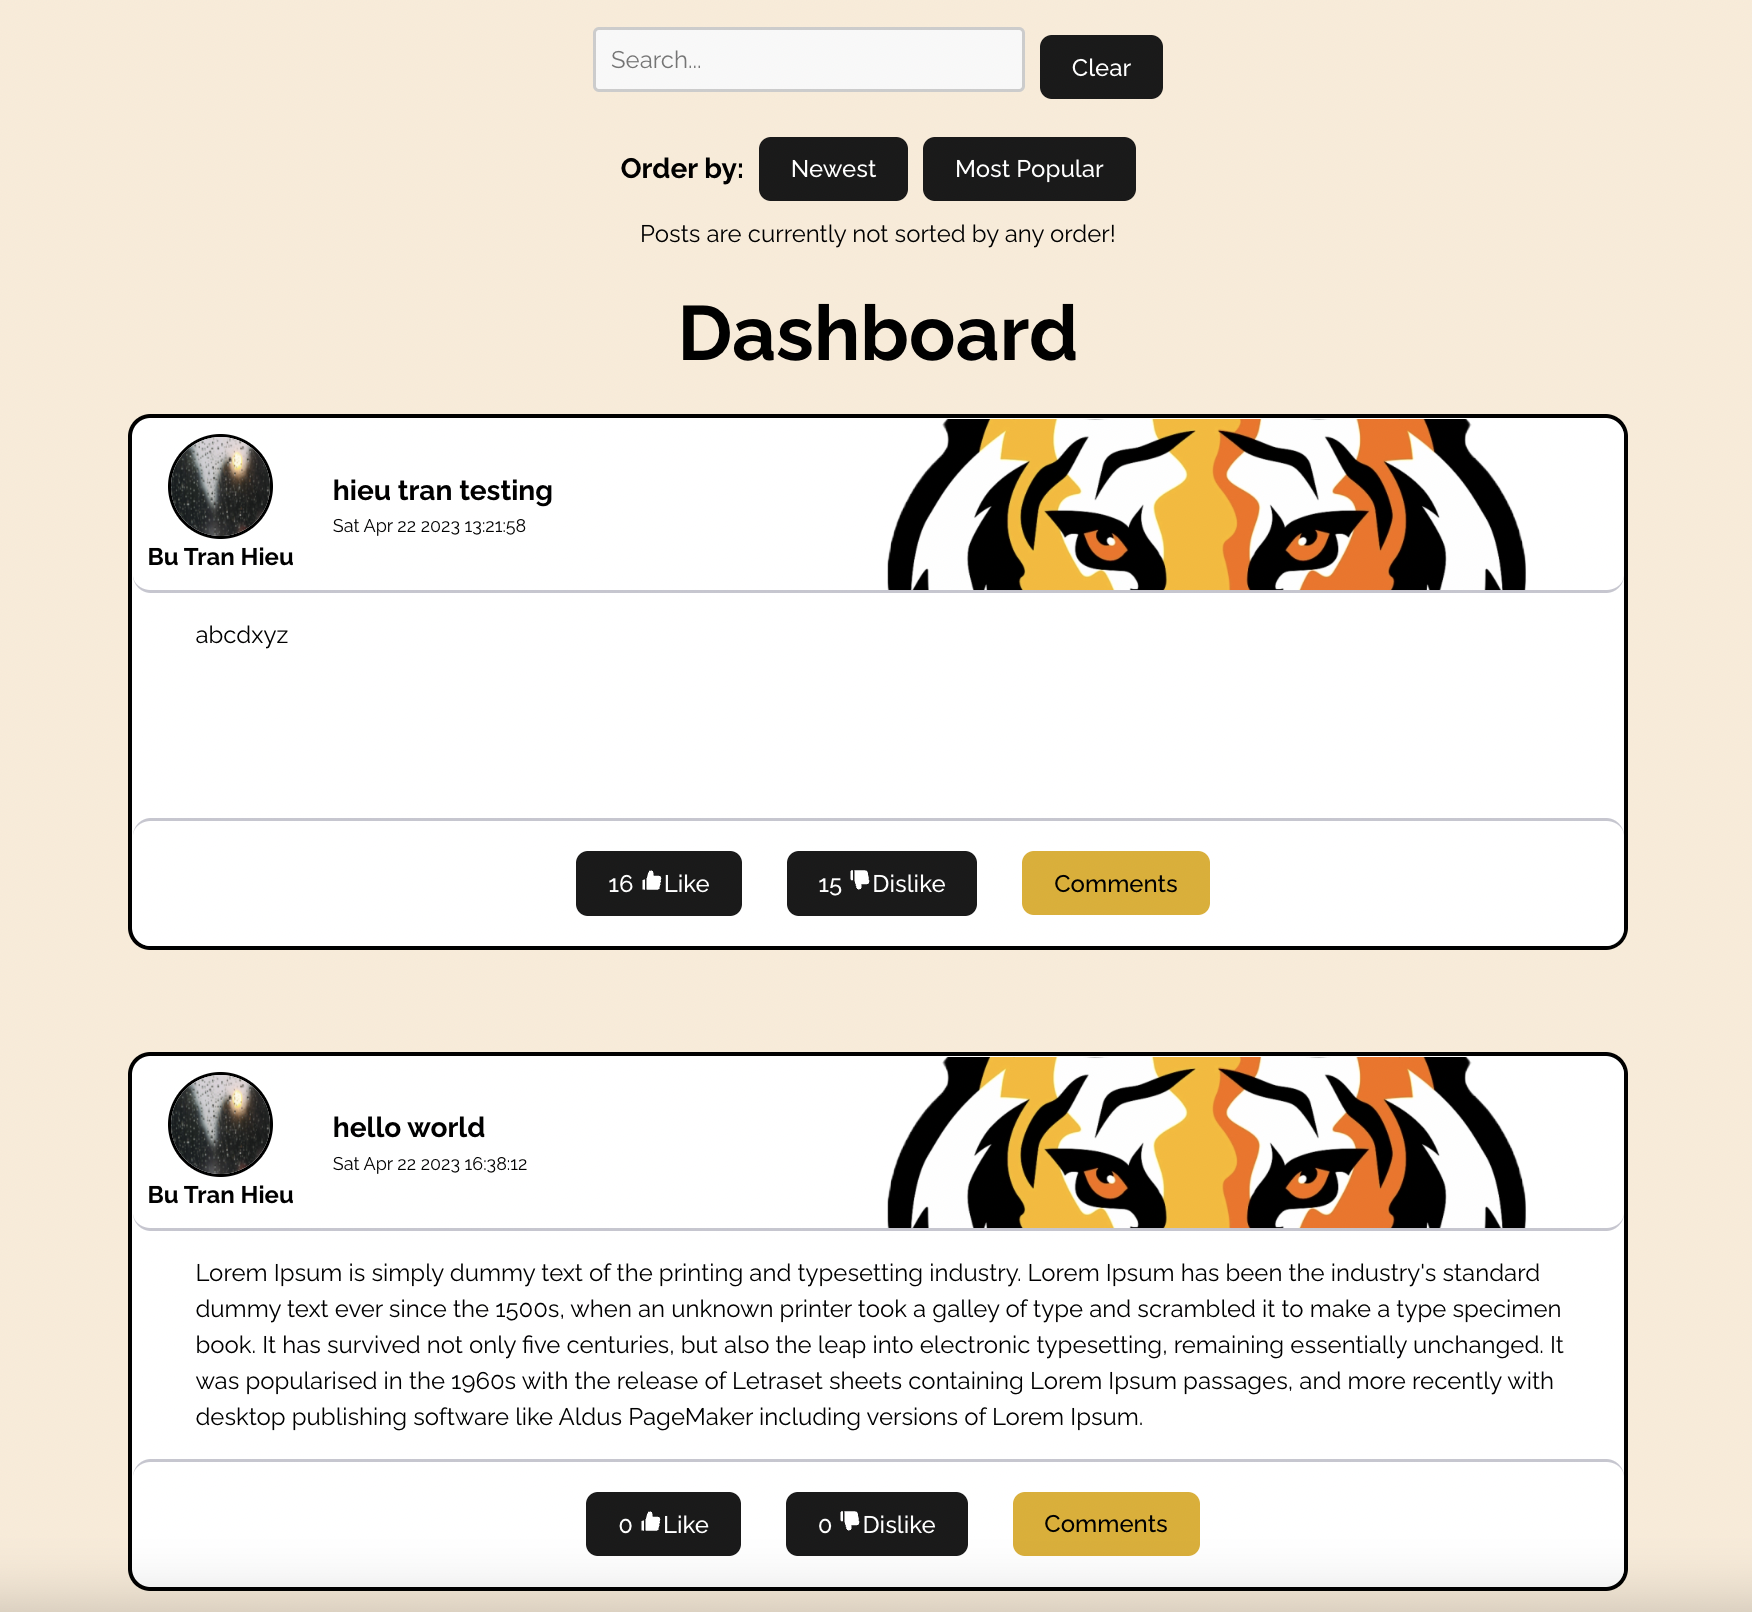 Search...
Clear
Order by:
Newest
Most Popular
Posts are currently not sorted by any order!
Dashboard
hieu tran testing
Sat Apr 22 2023 13:21:58
Bu Tran Hieu
abcdxyz
16 Like
15 Dislike
Comments
hello world
Sat Apr 22 2023 16:38:12
Bu Tran Hieu
Lorem Ipsum is simply dummy text of the printing and typesetting industry. Lorem Ipsum has been the industry's standard
dummy text ever since the 1500s, when an unknown printer took a galley of type and scrambled it to make a type specimen
book. It has survived not only five centuries, but also the leap into electronic typesetting, remaining essentially unchanged. It
was popularised in the 1960s with the release of Letraset sheets containing Lorem Ipsum passages, and more recently with
desktop publishing software like Aldus PageMaker including versions of Lorem Ipsum.
0 Like
0 Dislike
Comments